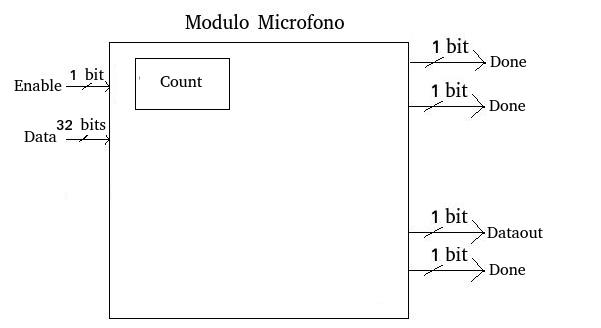 Modulo Microfono
1 bit
Done
Enable
1 bit
Count
1 bit
Done
Data
32 bits
1 bit
Dataout
1 bit
Done